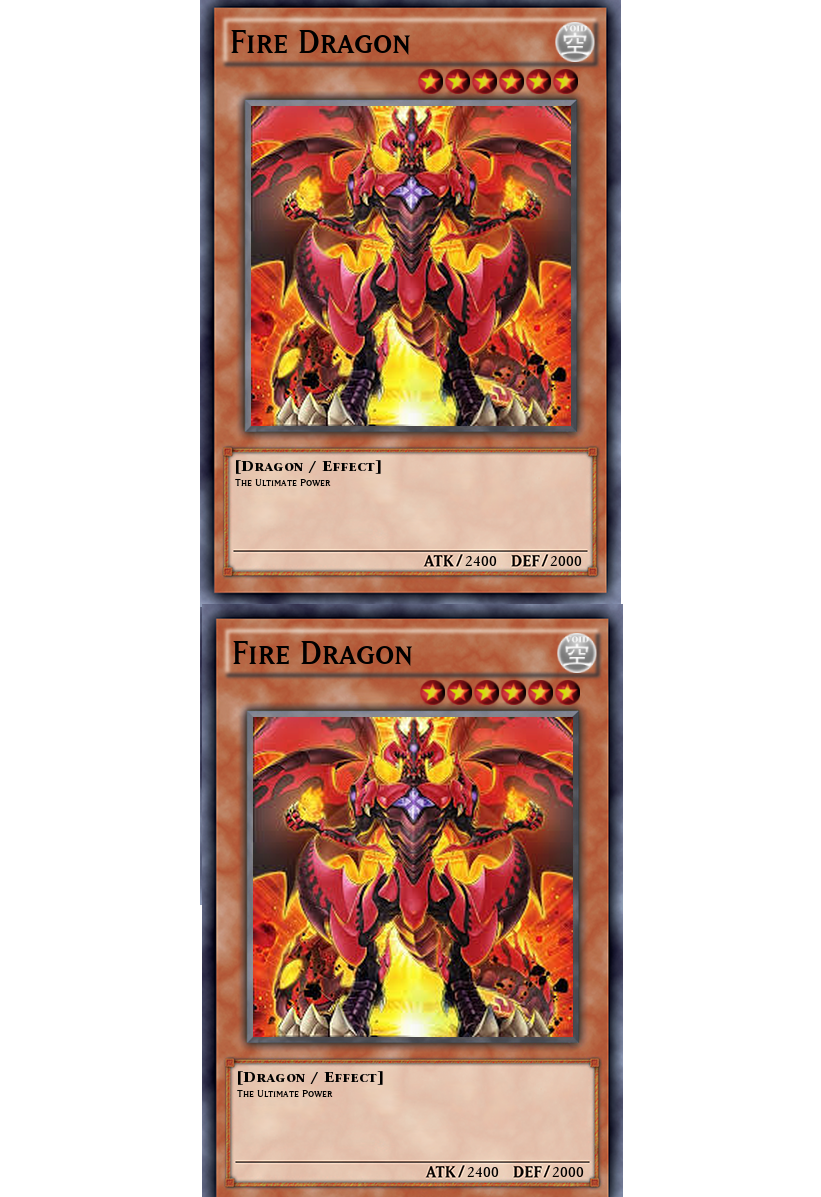 Fire Dragon
VOID
空
[Dragon / Effect]
The Ultimate Power
ATK/2400 DEF/2000
Fire Dragon
VOID
空
[Dragon / Effect]
The Ultimate Power
ATK/2400 DEF/2000